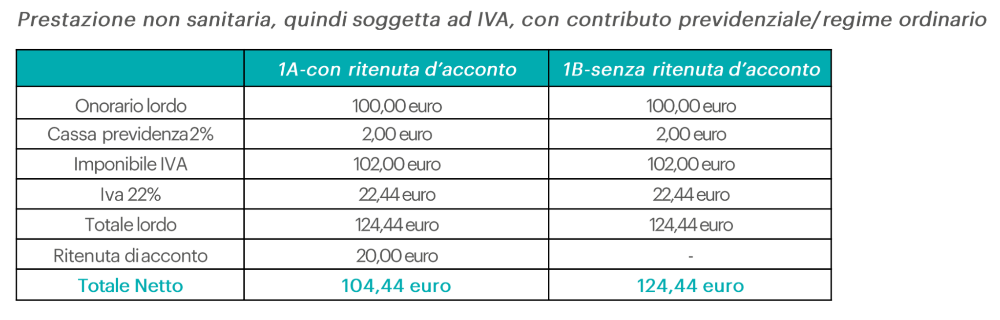 Prestazione non sanitaria, quindi soggetta ad IVA, con contributo previdenziale/regime ordinario
1A-con ritenuta d’acconto 1B-senza ritenuta d’acconto
Onorario lordo 100,00 euro 100,00 euro
Cassa previdenza 2% 2,00 euro 2,00 euro
Imponibile IVA 102,00 euro 102,00 euro
Iva 22% 22,44 euro 22,44 euro
Totale lordo 124,44 euro 124,44 euro
Ritenuta di acconto 20,00 euro -
Totale Netto 104,44 euro 124,44 euro